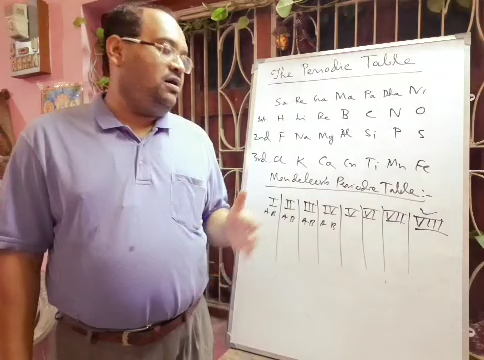 The Periodic Table
Sa Re Ga Ma Pa Dha Ni
1st H Li Be B C N O
2nd F Na Mg Al Si P S
3rd Cl K Ca Cr Ti Mn Fe
Mendeleev's Periodic Table:-
I II III IV V VI VII VIII
A B A B A B A B